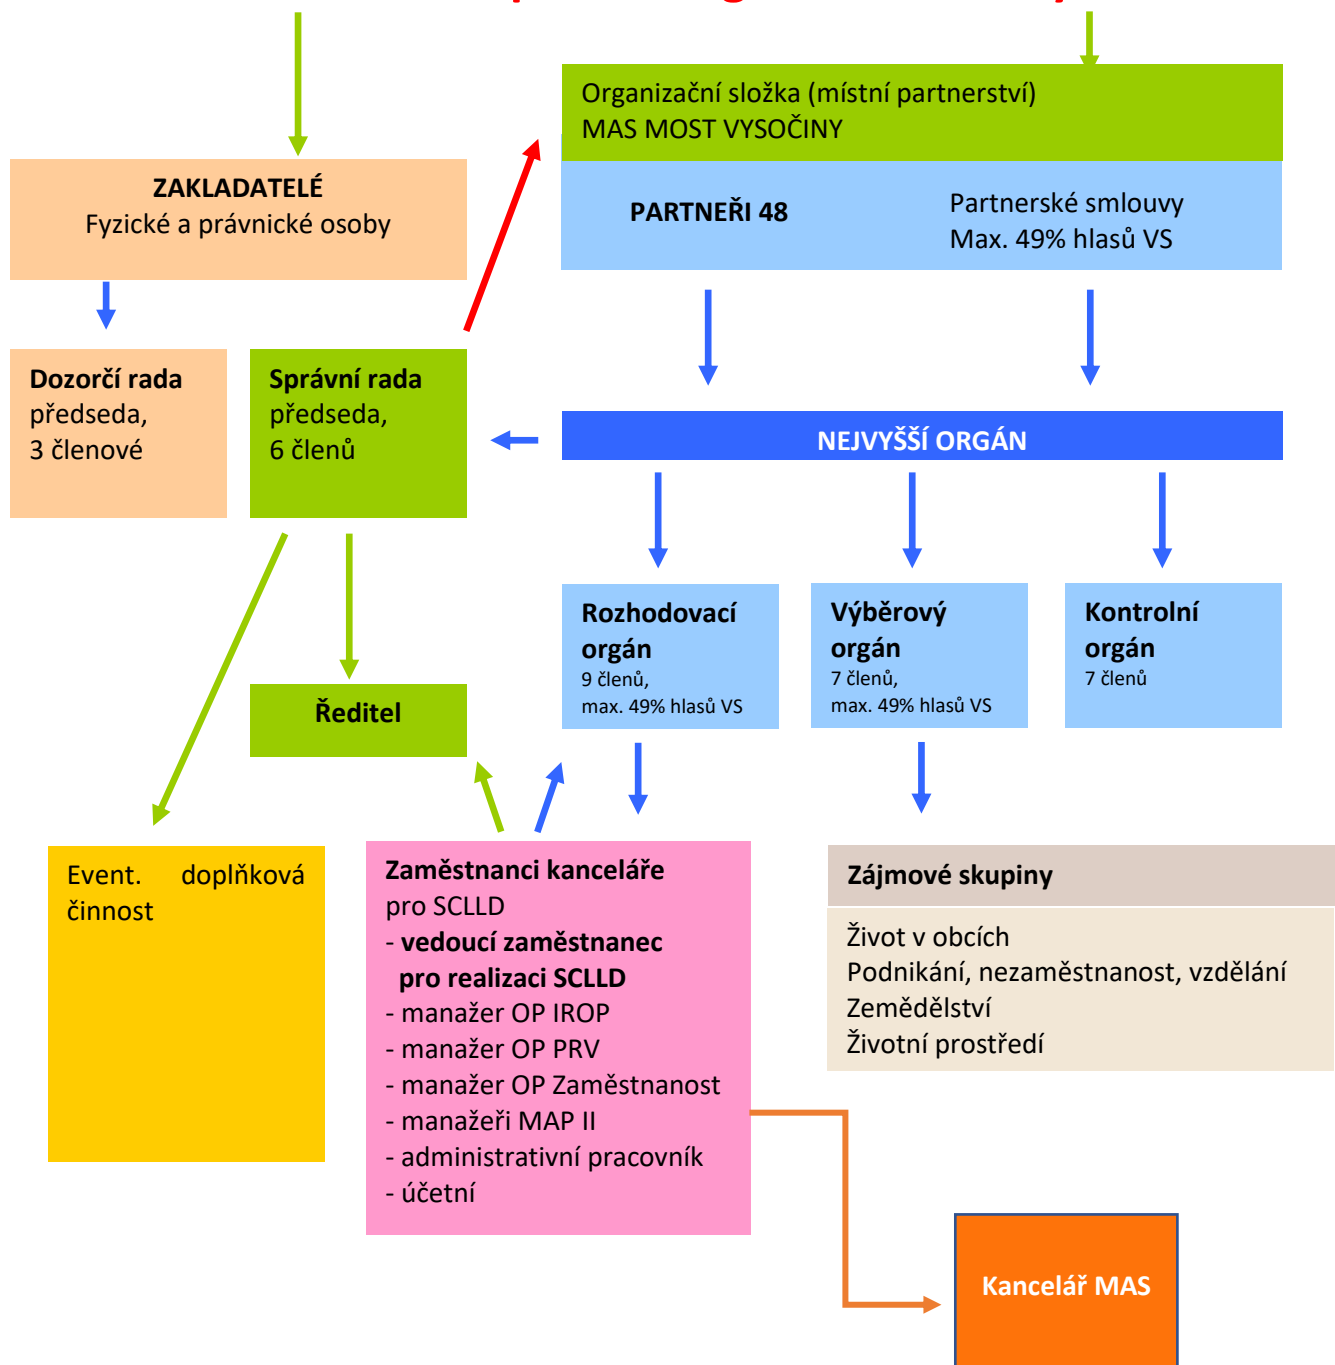 Organizační složka (místní partnerství)
MAS MOST VYSOČINY
ZAKLADATELÉ
Fyzické a právnické osoby
PARTNEŘI 48
Partnerské smlouvy
Max. 49% hlasů VS
Dozorčí rada
předseda,
3 členové
Správní rada
předseda,
6 členů
NEJVYŠŠÍ ORGÁN
Rozhodovací
orgán
9 členů,
max. 49% hlasů VS
Výběrový
orgán
7 členů,
max. 49% hlasů VS
Kontrolní
orgán
7 členů
Ředitel
Event. doplňková
činnost
Zaměstnanci kanceláře
pro SCLLD
- vedoucí zaměstnanec
pro realizaci SCLLD
- manažer OP IROP
- manažer OP PRV
- manažer OP Zaměstnanost
- manažeři MAP II
- administrativní pracovník
- účetní
Zájmové skupiny
Život v obcích
Podnikání, nezaměstnanost, vzdělání
Zemědělství
Životní prostředí
Kancelář MAS